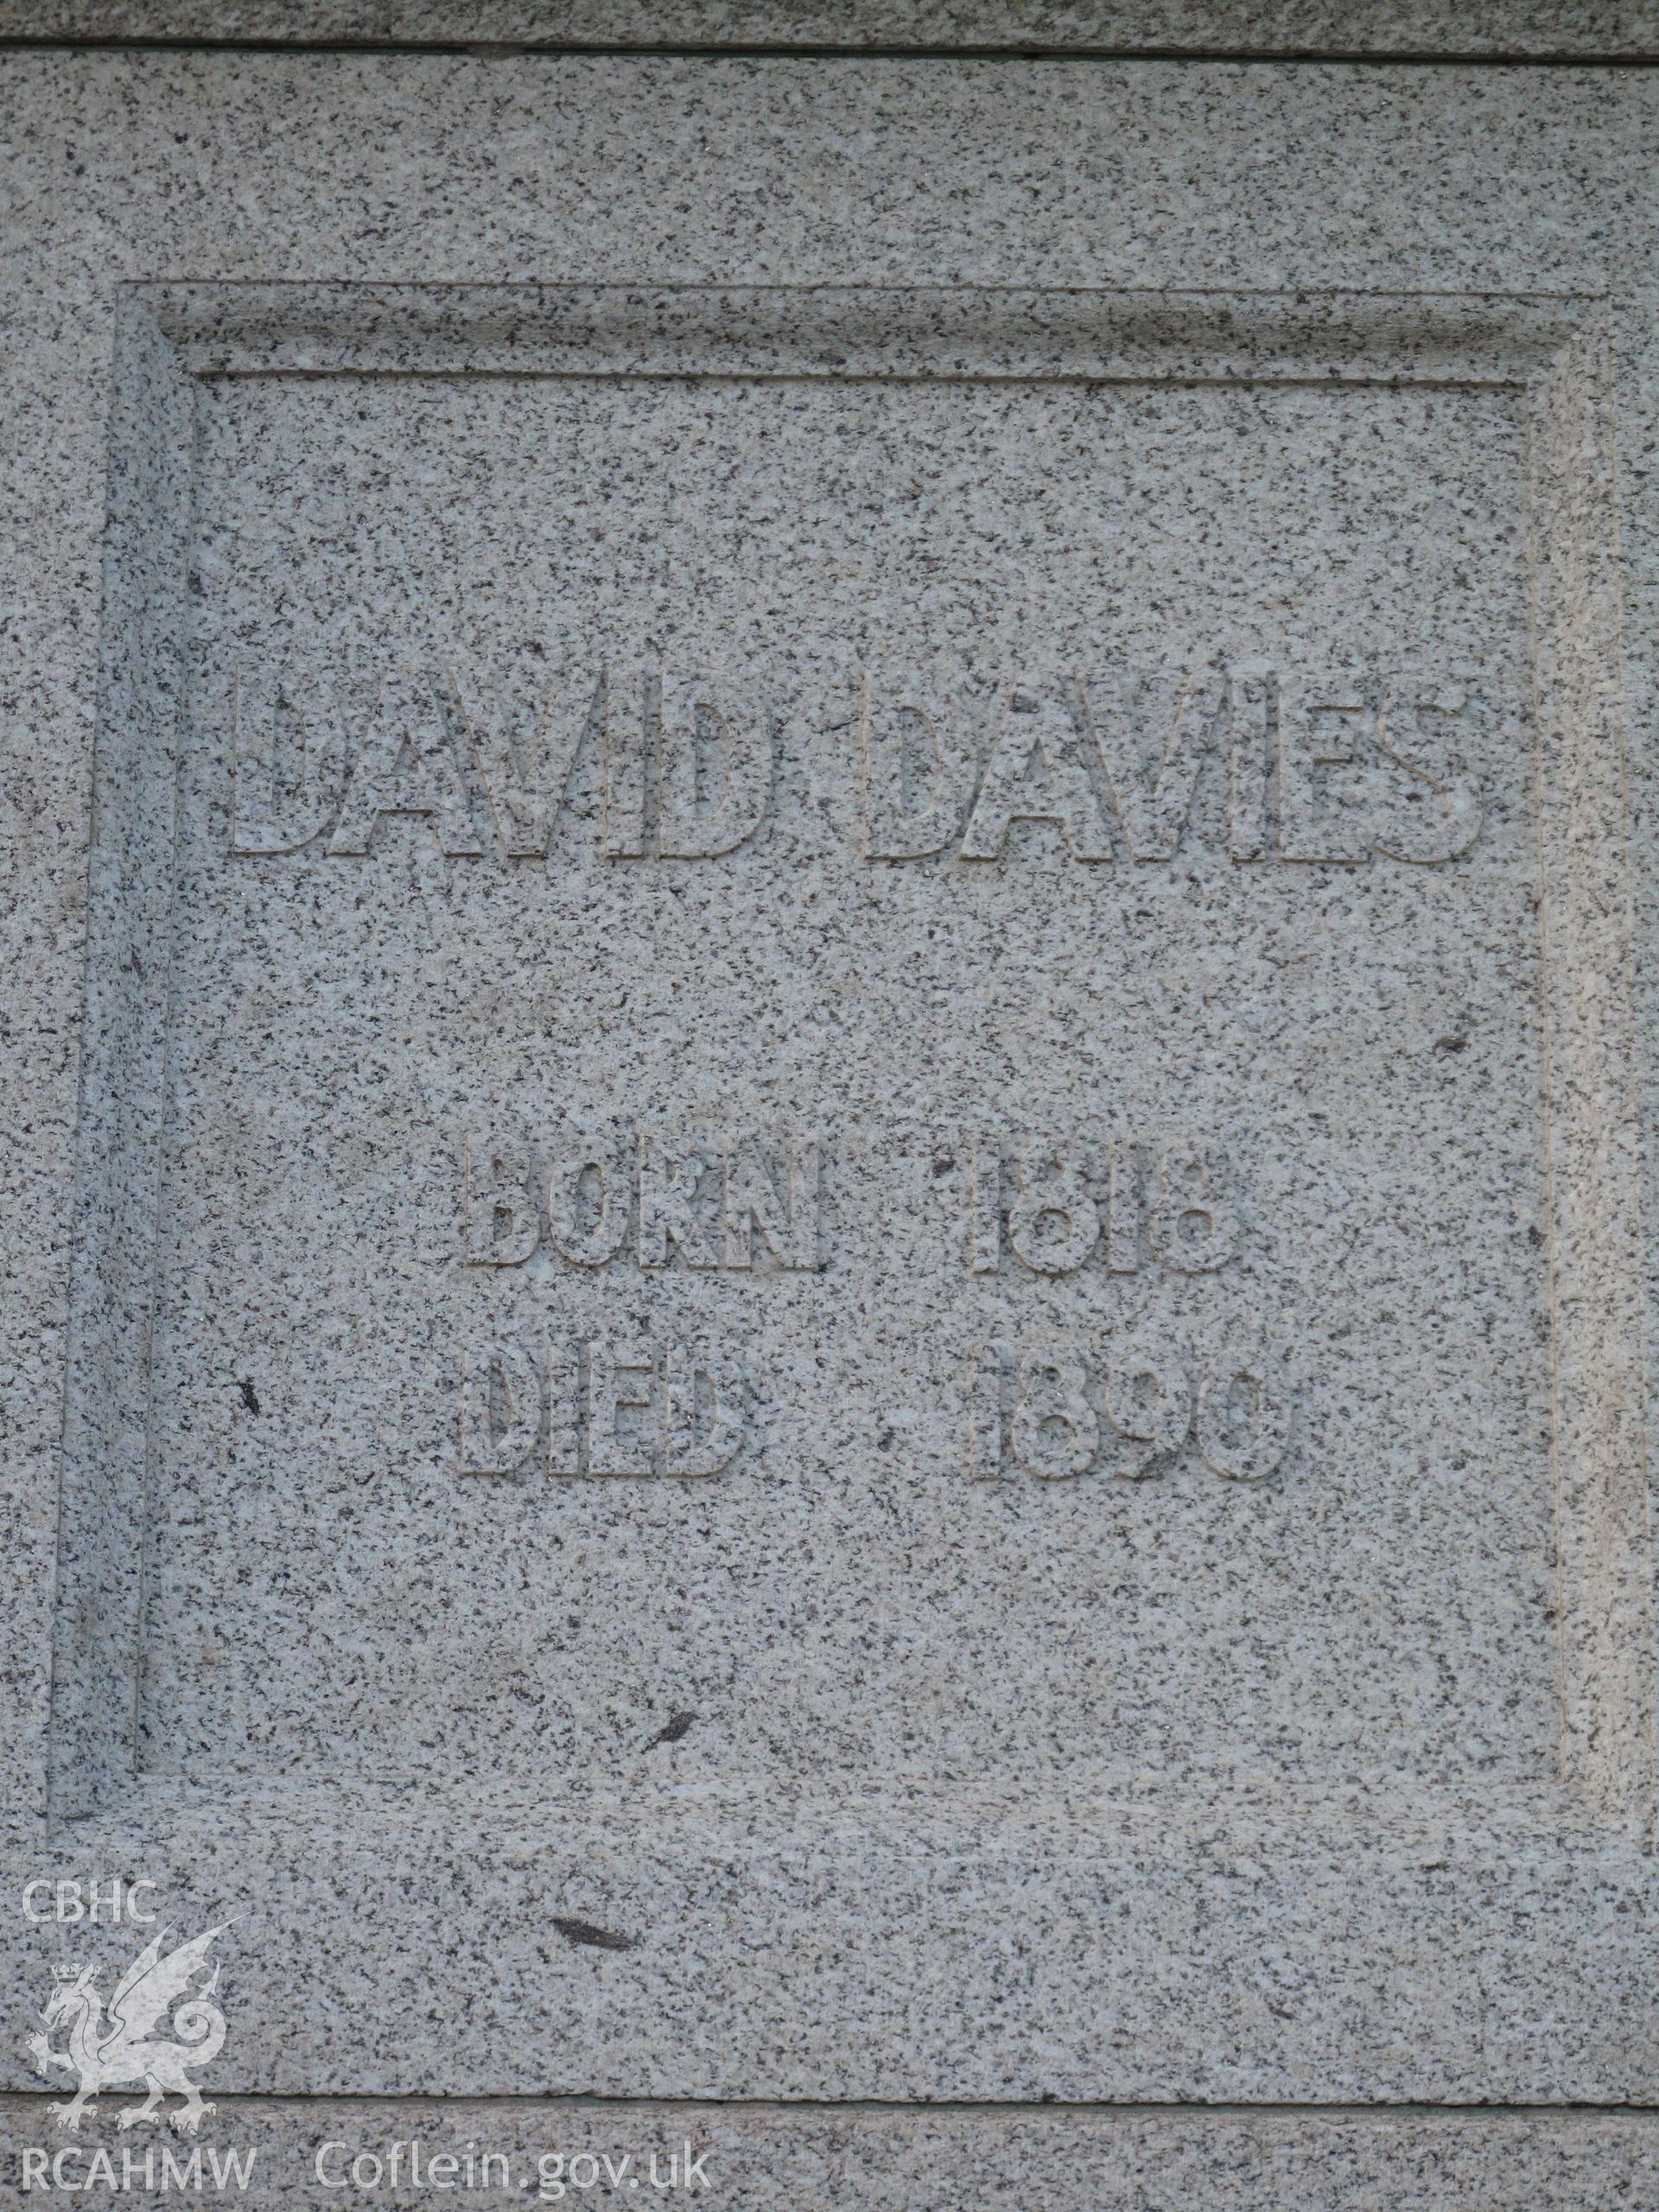 DAVID DAVIES
BORN 1818
DIED 1890
CBHC
RCAHMW Coflein.gov.uk